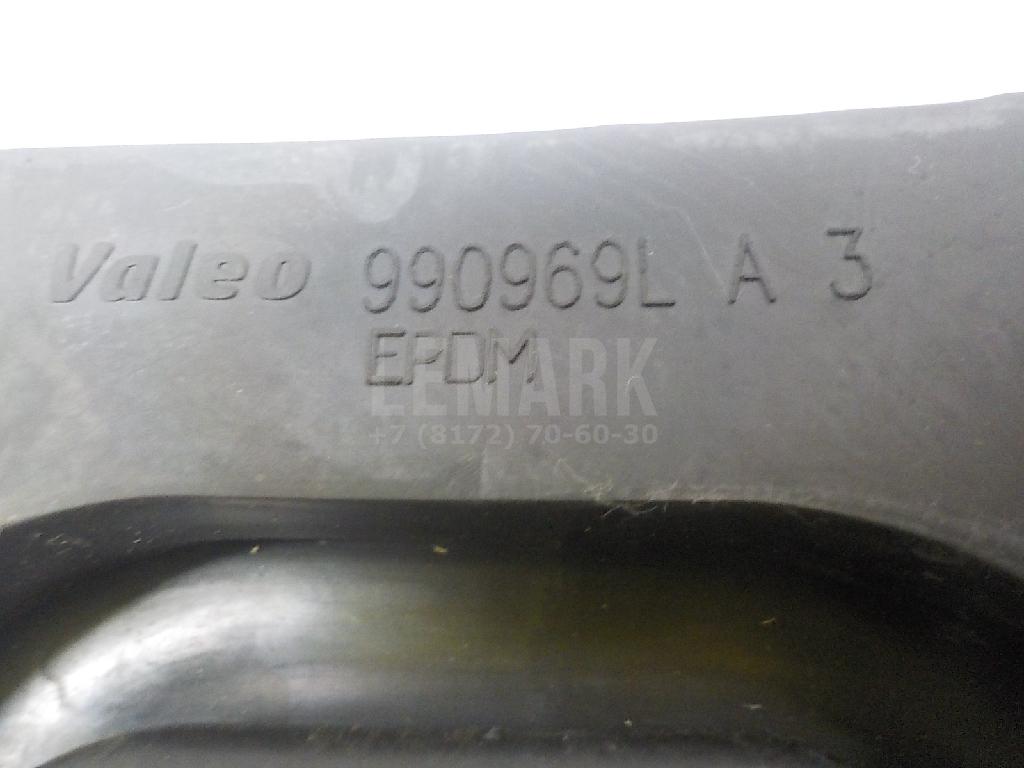 Valeo 990969L A 3
EPDM
LEMARK
+7 (8172) 70-60-30